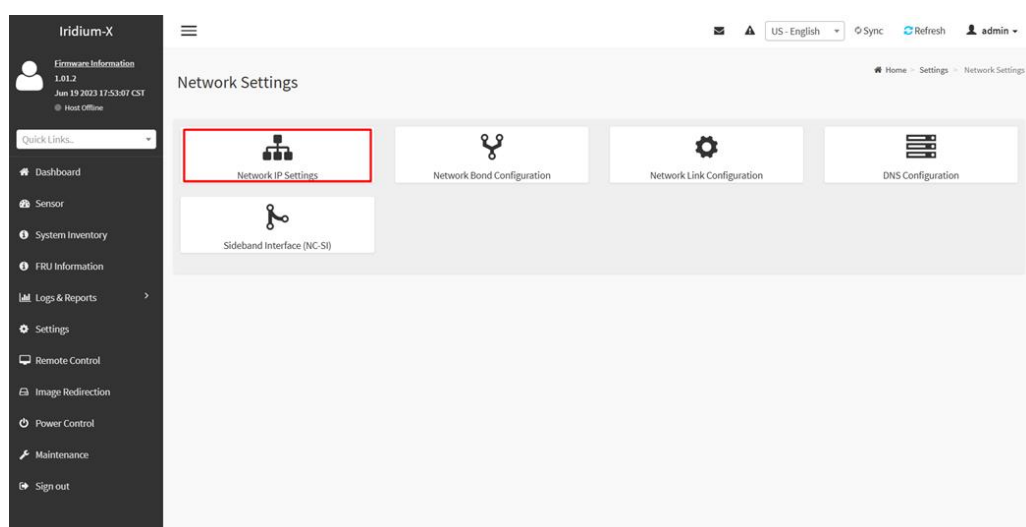 Iridium-X
US - English
Sync
Refresh
admin
Firmware Information
1.01.2
Jun 19 2023 17:53:07 CST
Host Offline
Network Settings
Home > Settings > Network Settings
Quick Links..
Dashboard
Sensor
System Inventory
FRU Information
Logs & Reports >
Settings
Remote Control
Image Redirection
Power Control
Maintenance
Sign out
Network IP Settings
Network Bond Configuration
Network Link Configuration
DNS Configuration
Sideband Interface (NC-SI)